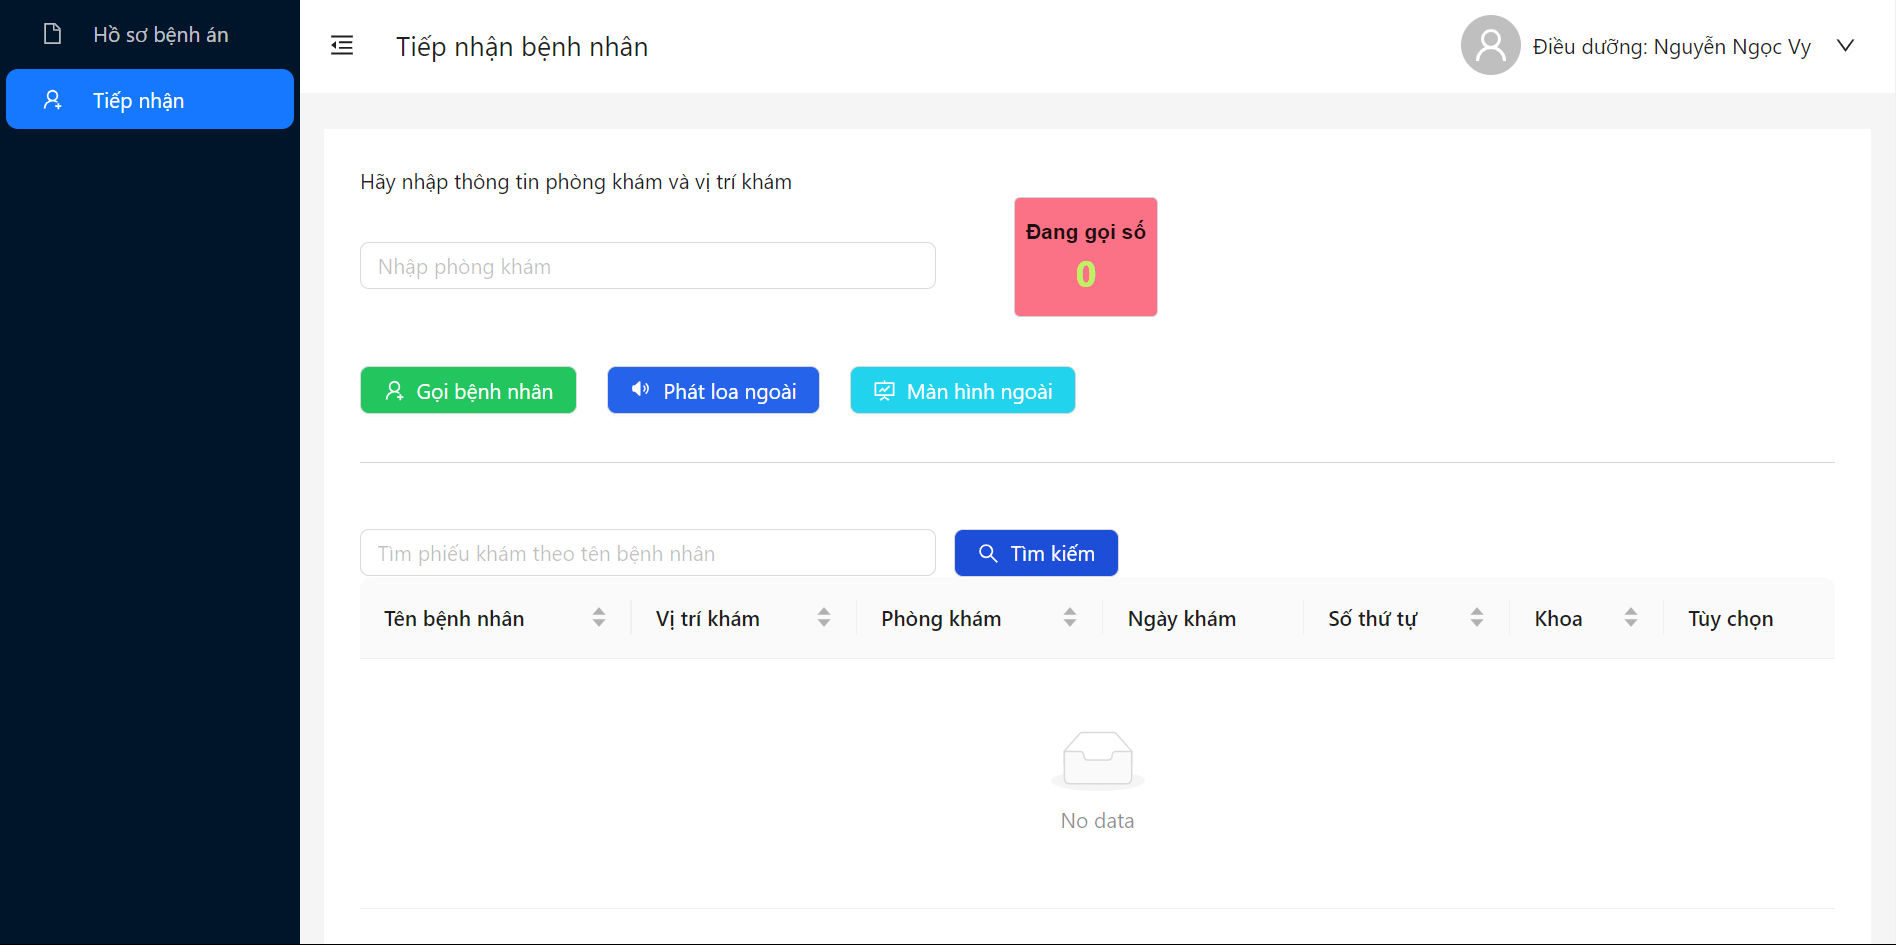 Hồ sơ bệnh án
Tiếp nhận
Tiếp nhận bệnh nhân
Điều dưỡng: Nguyễn Ngọc Vy
Hãy nhập thông tin phòng khám và vị trí khám
Nhập phòng khám
Đang gọi số
0
Gọi bệnh nhân
Phát loa ngoài
Màn hình ngoài
Tìm phiếu khám theo tên bệnh nhân
Tìm kiếm
Tên bệnh nhân
Vị trí khám
Phòng khám
Ngày khám
Số thứ tự
Khoa
Tùy chọn
No data